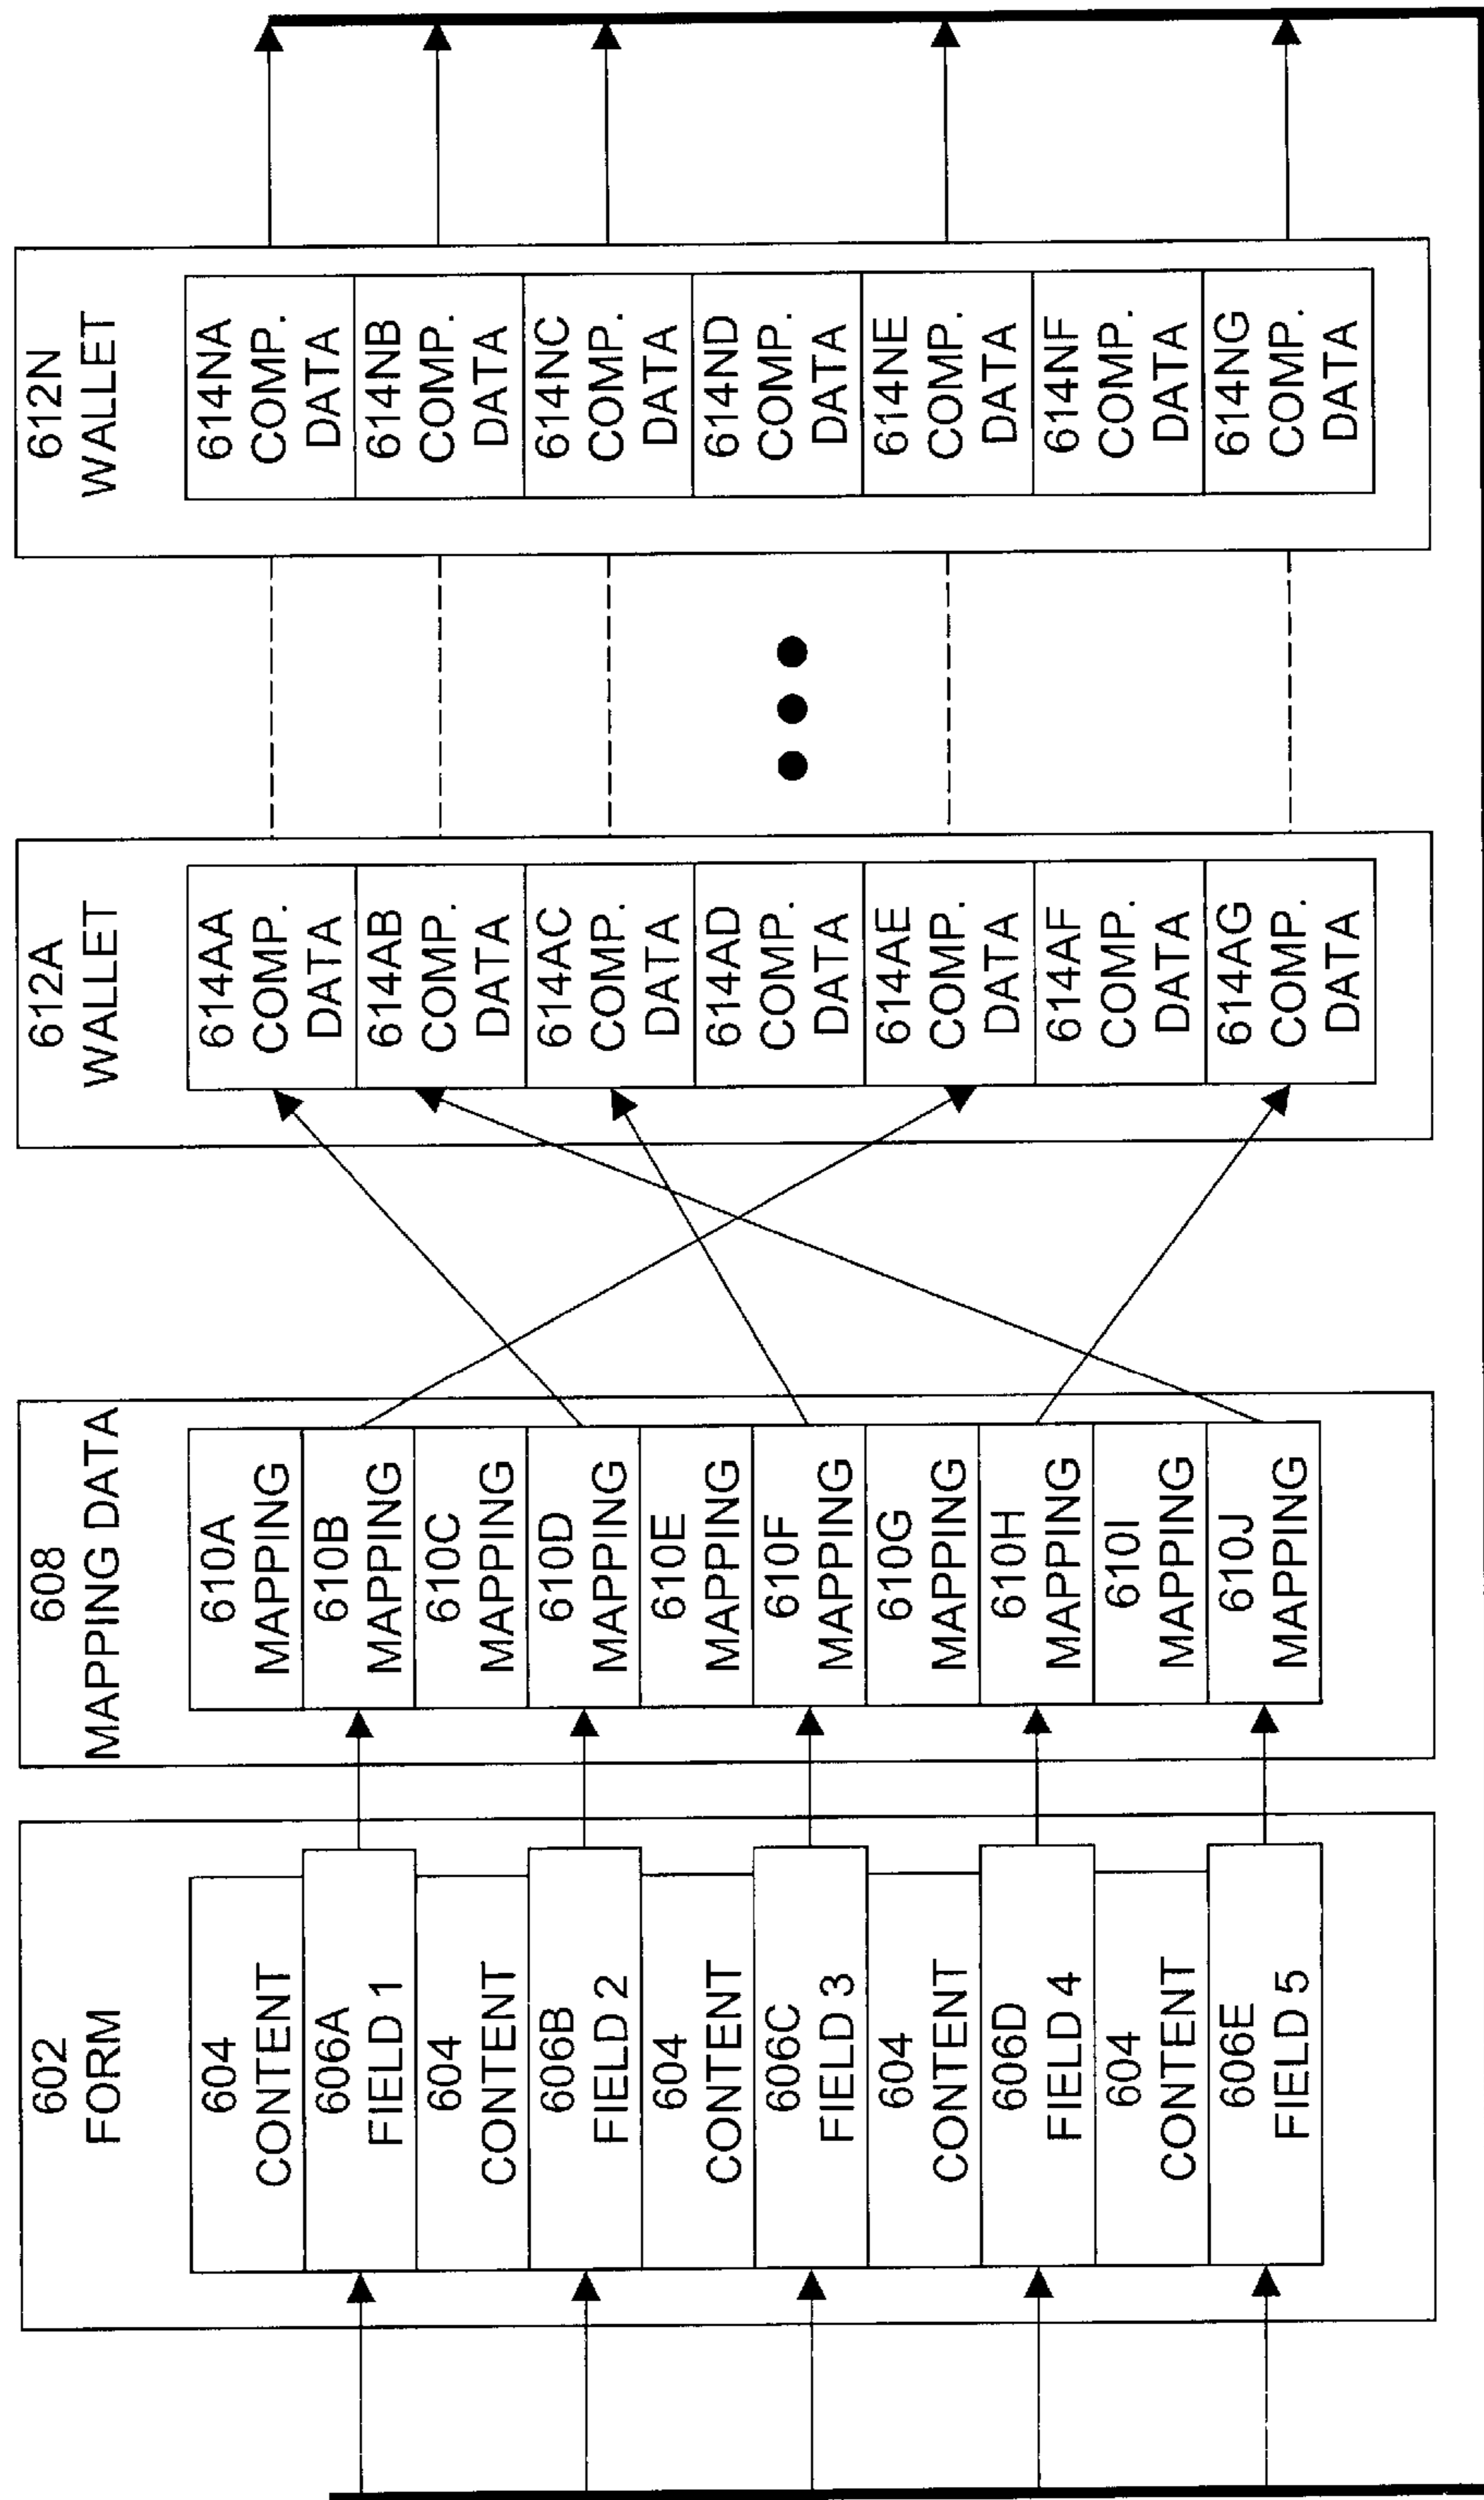 602
FORM
604
CONTENT
606A
FIELD 1
604
CONTENT
606B
FIELD 2
604
CONTENT
606C
FIELD 3
604
CONTENT
606D
FIELD 4
604
CONTENT
606E
FIELD 5
608
MAPPING DATA
610A
MAPPING
610B
MAPPING
610C
MAPPING
610D
MAPPING
610E
MAPPING
610F
MAPPING
610G
MAPPING
610H
MAPPING
610I
MAPPING
610J
MAPPING
612A
WALLET
614AA
COMP.
DATA
614AB
COMP.
DATA
614AC
COMP.
DATA
614AD
COMP.
DATA
614AE
COMP.
DATA
614AF
COMP.
DATA
614AG
COMP.
DATA
612N
WALLET
614NA
COMP.
DATA
614NB
COMP.
DATA
614NC
COMP.
DATA
614ND
COMP.
DATA
614NE
COMP.
DATA
614NF
COMP.
DATA
614NG
COMP.
DATA